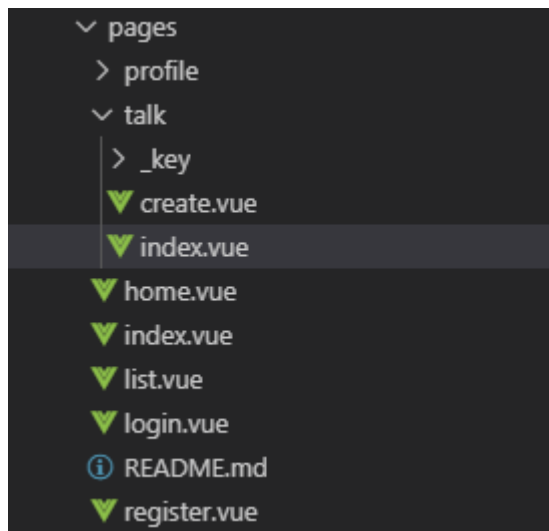 pages
profile
talk
_key
create.vue
index.vue
home.vue
index.vue
list.vue
login.vue
README.md
register.vue